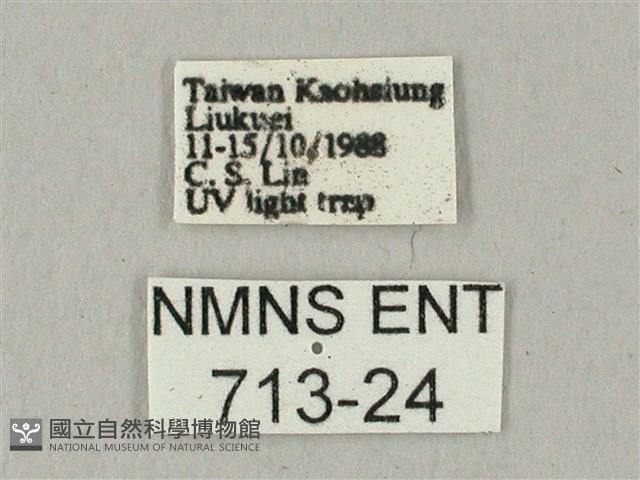 Taiwan Kaohsiung
Liukuei
11-15/10/1988
C. S. Lin
UV light trap
NMNS ENT
713-24
國立自然科學博物館
NATIONAL MUSEUM OF NATURAL SCIENCE